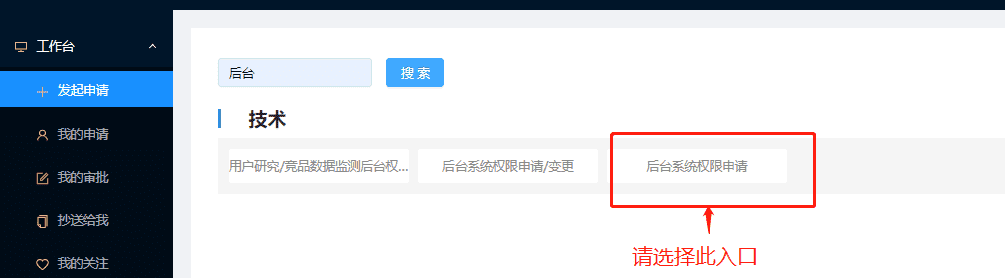 工作台
发起申请
我的申请
我的审批
抄送给我
我的关注
后台
搜 索
技术
用户研究/竞品数据监测后台权...
后台系统权限申请/变更
后台系统权限申请
请选择此入口